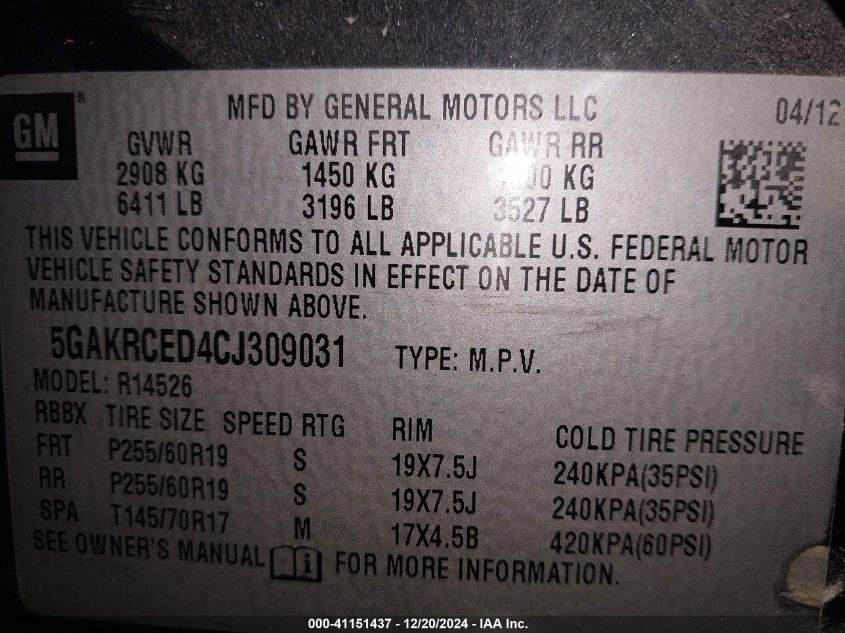 GM ®
MFD BY GENERAL MOTORS LLC 04/12
GVWR GAWR FRT GAWR RR
2908 KG 1450 KG KG
6411 LB 3196 LB 3527 LB
THIS VEHICLE CONFORMS TO ALL APPLICABLE U.S. FEDERAL MOTOR
VEHICLE SAFETY STANDARDS IN EFFECT ON THE DATE OF
MANUFACTURE SHOWN ABOVE.
5GAKRCED4CJ309031 TYPE: M.P.V.
MODEL: R14526
RBBX TIRE SIZE SPEED RTG RIM COLD TIRE PRESSURE
FRT P255/60R19 S 19X7.5J 240KPA(35PSI)
RR P255/60R19 S 19X7.5J 240KPA(35PSI)
SPA T145/70R17 M 17X4.5B 420KPA(60PSI)
SEE OWNER'S MANUAL i FOR MORE INFORMATION.
000-41151437 - 12/20/2024 - IAA Inc.